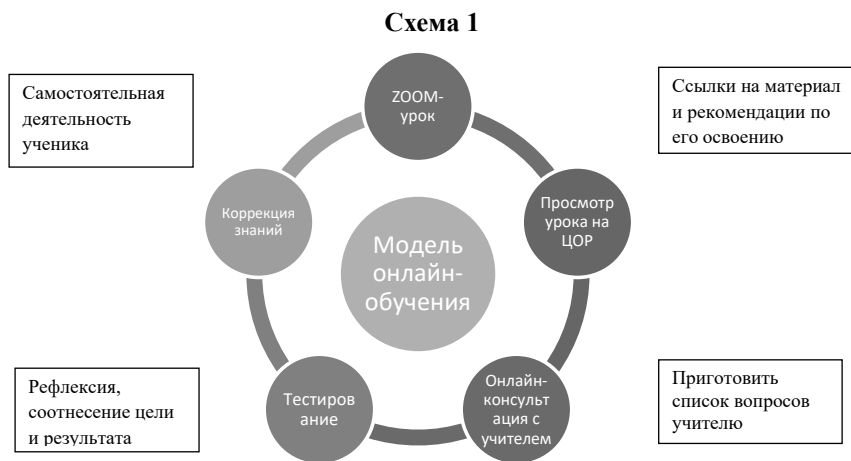 Схема 1
Самостоятельная
деятельность
ученика
ZOOM-
урок
Ссылки на материал
и рекомендации по
его освоению
Коррекция
знаний
Просмотр
урока на
ЦОР
Модель
онлайн-
обучения
Рефлексия,
соотнесение цели
и результата
Тестиров
ание
Онлайн-
консульт
ация с
учителем
Приготовить
список вопросов
учителю